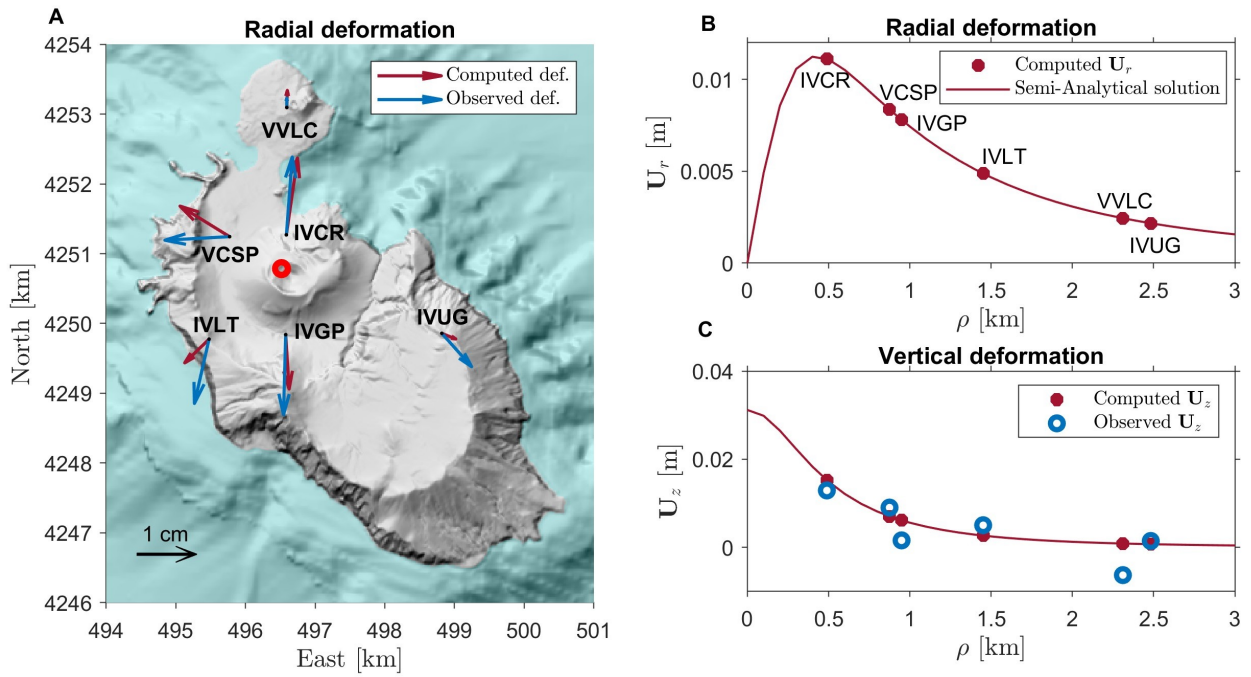 A
Radial deformation
4254
4253
4252
4251
4250
4249
4248
4247
4246
North [km]
Computed def.
Observed def.
VVLC
IVCR
VCSP
IVLT
IVGP
IVUG
1 cm
494
495
496
497
498
499
500
501
East [km]
B
Radial deformation
0.01
0.005
0
U_r [m]
Computed U_r
Semi-Analytical solution
IVCR
VCSP
IVGP
IVLT
VVLC
IVUG
0
0.5
1
1.5
2
2.5
3
ρ [km]
C
Vertical deformation
0.04
0.02
0
U_z [m]
Computed U_z
Observed U_z
0
0.5
1
1.5
2
2.5
3
ρ [km]